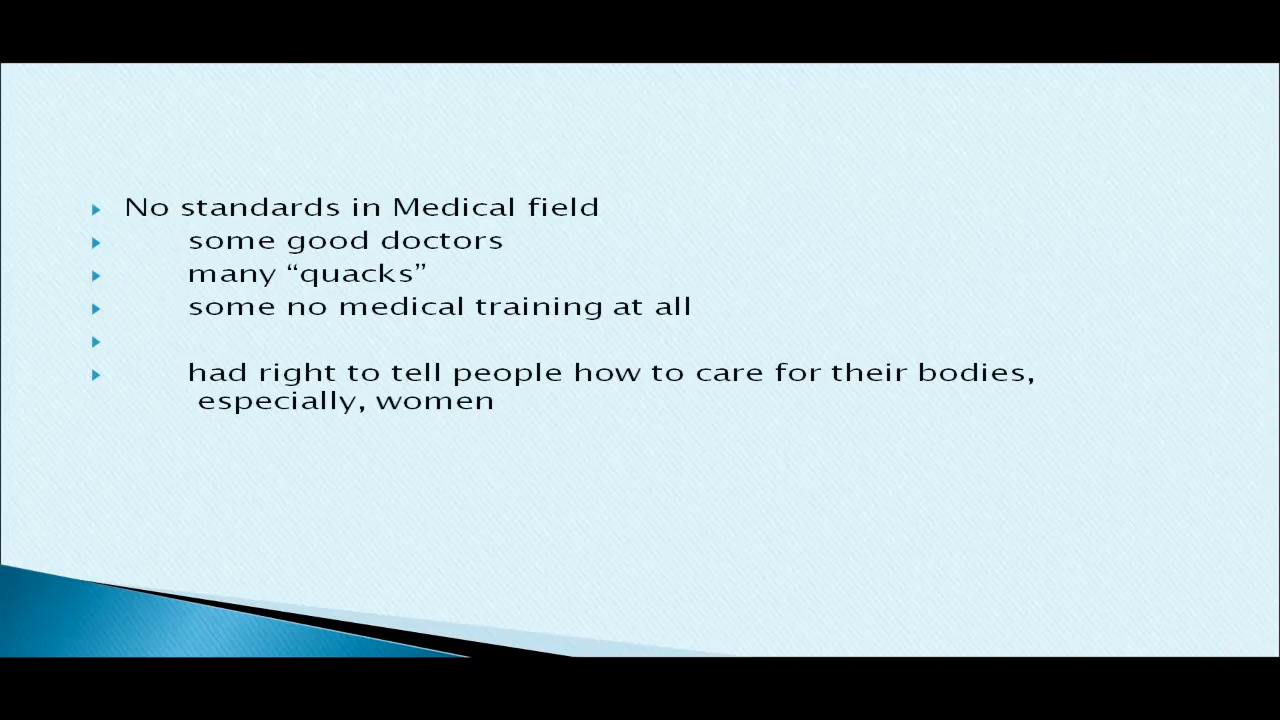 No standards in Medical field
some good doctors
many “quacks”
some no medical training at all
had right to tell people how to care for their bodies,
especially, women